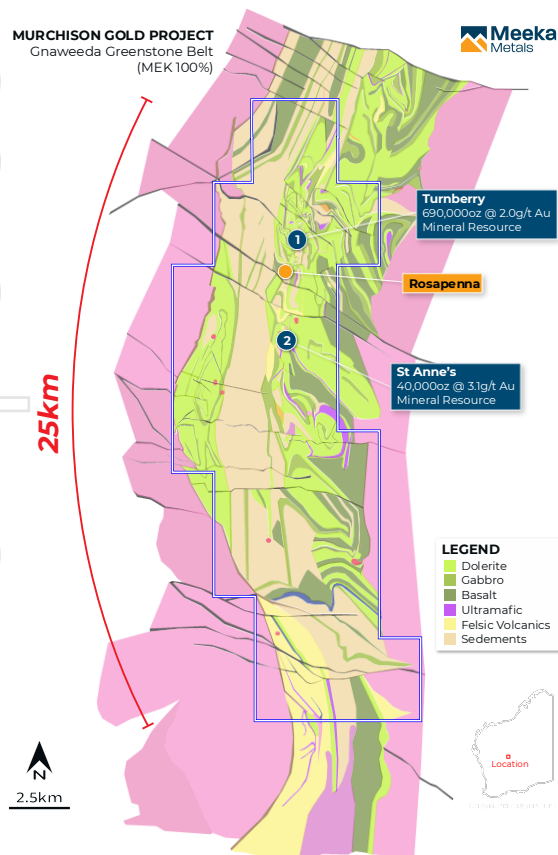 MURCHISON GOLD PROJECT
Gnaweeda Greenstone Belt
(MEK 100%)
Meeka
Metals
Turnberry
690,000oz @ 2.0g/t Au
Mineral Resource
1
Rosapenna
2
St Anne’s
40,000oz @ 3.1g/t Au
Mineral Resource
25km
LEGEND
Dolerite
Gabbro
Basalt
Ultramafic
Felsic Volcanics
Sedements
N
2.5km
Location